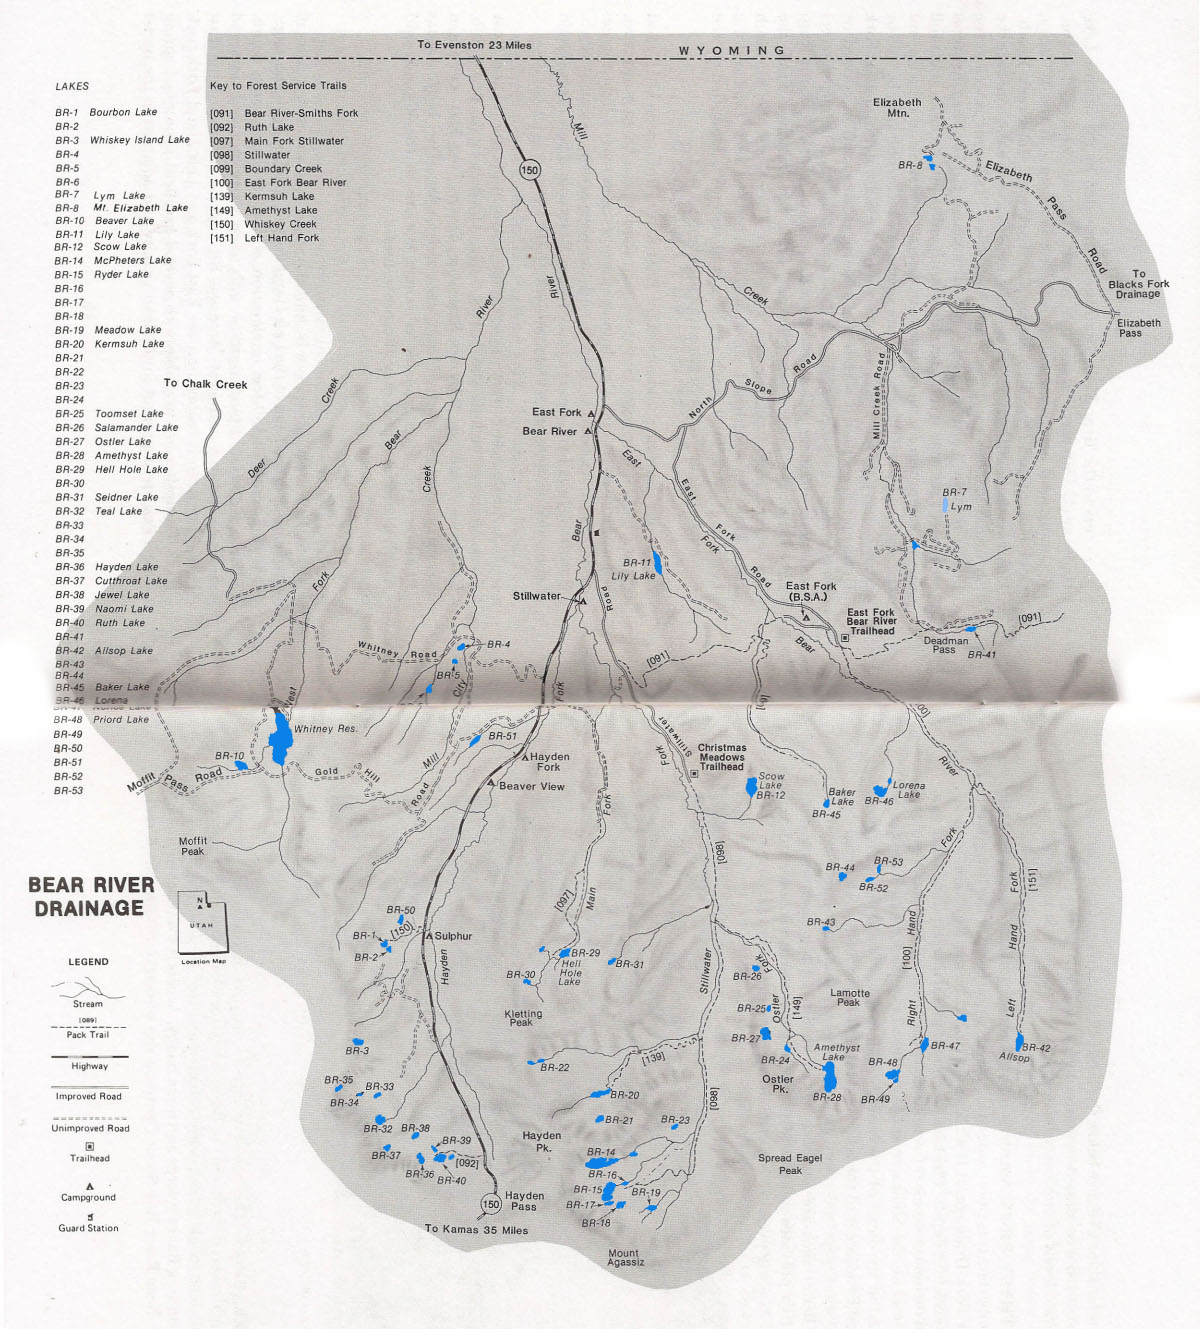 To Evenston 23 Miles
WYOMING
LAKES
BR-1 Bourbon Lake
BR-2
BR-3 Whiskey Island Lake
BR-4
BR-5
BR-6
BR-7 Lym Lake
BR-8 Mt. Elizabeth Lake
BR-10 Beaver Lake
BR-11 Lily Lake
BR-12 Scow Lake
BR-14 McPheters Lake
BR-15 Ryder Lake
BR-16
BR-17
BR-18
BR-19 Meadow Lake
BR-20 Kermsuh Lake
BR-21
BR-22
BR-23
BR-24
BR-25 Toomset Lake
BR-26 Salamander Lake
BR-27 Ostler Lake
BR-28 Amethyst Lake
BR-29 Hell Hole Lake
BR-30
BR-31 Seidner Lake
BR-32 Teal Lake
BR-33
BR-34
BR-35
BR-36 Hayden Lake
BR-37 Cutthroat Lake
BR-38 Jewel Lake
BR-39 Naomi Lake
BR-40 Ruth Lake
BR-41
BR-42 Allsop Lake
BR-43
BR-44
BR-45 Baker Lake
BR-46 Lorena
BR-48 Priord Lake
BR-49
BR-50
BR-51
BR-52
BR-53
Key to Forest Service Trails
[091] Bear River-Smiths Fork
[092] Ruth Lake
[097] Main Fork Stillwater
[098] Stillwater
[099] Boundary Creek
[100] East Fork Bear River
[139] Kermsuh Lake
[149] Amethyst Lake
[150] Whiskey Creek
[151] Left Hand Fork
Mill
Creek
150
Elizabeth
Mtn.
BR-8
Elizabeth
Pass
Road
To
Blacks Fork
Drainage
Elizabeth
Pass
River
River
To Chalk Creek
Creek
Deer
Bear
Creek
East Fork
Bear River
North
Slope
Road
Mill Creek Road
East
East
Fork
Fork
Road
BR-7
Lym
Bear
BR-11
Lily Lake
Fork
Stillwater
Road
East Fork
(B.S.A.)
East Fork
Bear River
Trailhead
[091]
Deadman
Pass
BR-41
Whitney Road
BR-4
BR-5
City
[091]
Bear
West
Fork
Whitney Res.
BR-10
Moffit
Pass Road
Gold
Hill
Mill
Road
BR-51
Hayden
Fork
Beaver View
Stillwater
Fork
Christmas
Meadows
Trailhead
[091]
[100]
River
Scow
Lake
BR-12
Baker
Lake
BR-45
Lorena
Lake
BR-46
Moffit
Peak
Fork
[098]
BR-44
BR-53
BR-52
Fork
Fork
[151]
BEAR RIVER
DRAINAGE
N
UTAH
Location Map
BR-50
BR-1
[150]
BR-2
Sulphur
Hayden
[097]
Main
BR-43
Hand
[100]
Hand
LEGEND
Stream
[089]
Pack Trail
Highway
Improved Road
Unimproved Road
Trailhead
Campground
Guard Station
BR-29
Hell
Hole
Lake
BR-30
BR-31
Stillwater
Fork
BR-26
Kletting
Peak
BR-25
Ostler
[149]
Lamotte
Peak
Right
Left
BR-3
BR-27
BR-24
Amethyst
Lake
BR-47
BR-42
Allsop
BR-22
[139]
Ostler
Pk.
BR-28
BR-48
BR-49
BR-35
BR-33
BR-34
BR-20
[098]
BR-32
BR-38
BR-21
BR-23
BR-39
BR-37
[092]
BR-36
BR-40
Hayden
Pk.
BR-14
BR-16
BR-15
BR-19
BR-17
BR-18
Spread Eagel
Peak
150
Hayden
Pass
To Kamas 35 Miles
Mount
Agassiz